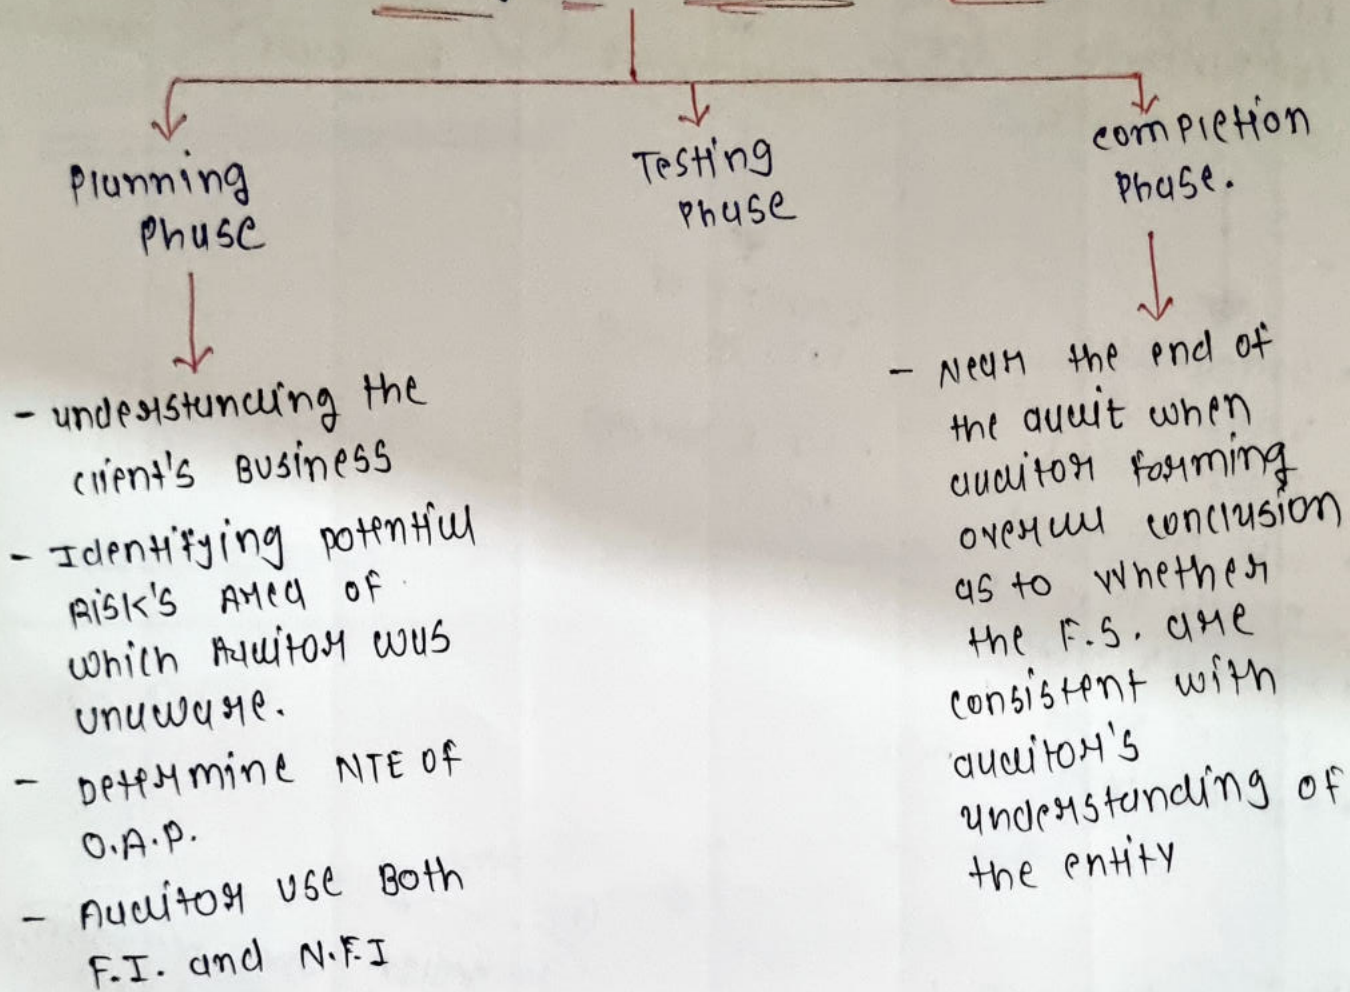 Planning
Phase
Testing
Phase
completion
Phase.
- understanding the
client's Business
- Identifying potential
Risk's Area of
which Auditor was
unaware.
- Determine NTE of
O.A.P.
- Auditor use Both
F.I. and N.F.I
- Near the end of
the audit when
auditor forming
overall conclusion
as to whether
the F.S. are
consistent with
auditor's
understanding of
the entity